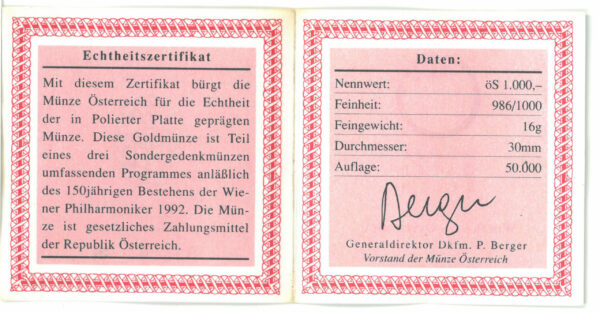 Echtheitszertifikat
Mit diesem Zertifikat bürgt die
Münze Österreich für die Echtheit
der in Polierter Platte geprägten
Münze. Diese Goldmünze ist Teil
eines drei Sondergedenkmünzen
umfassenden Programmes anläßlich
des 150jährigen Bestehens der Wie-
ner Philharmoniker 1992. Die Mün-
ze ist gesetzliches Zahlungsmittel
der Republik Österreich.
Daten:
Nennwert: öS 1.000,–
Feinheit: 986/1000
Feingewicht: 16g
Durchmesser: 30mm
Auflage: 50.000
Berger
Generaldirektor Dkfm. P. Berger
Vorstand der Münze Österreich